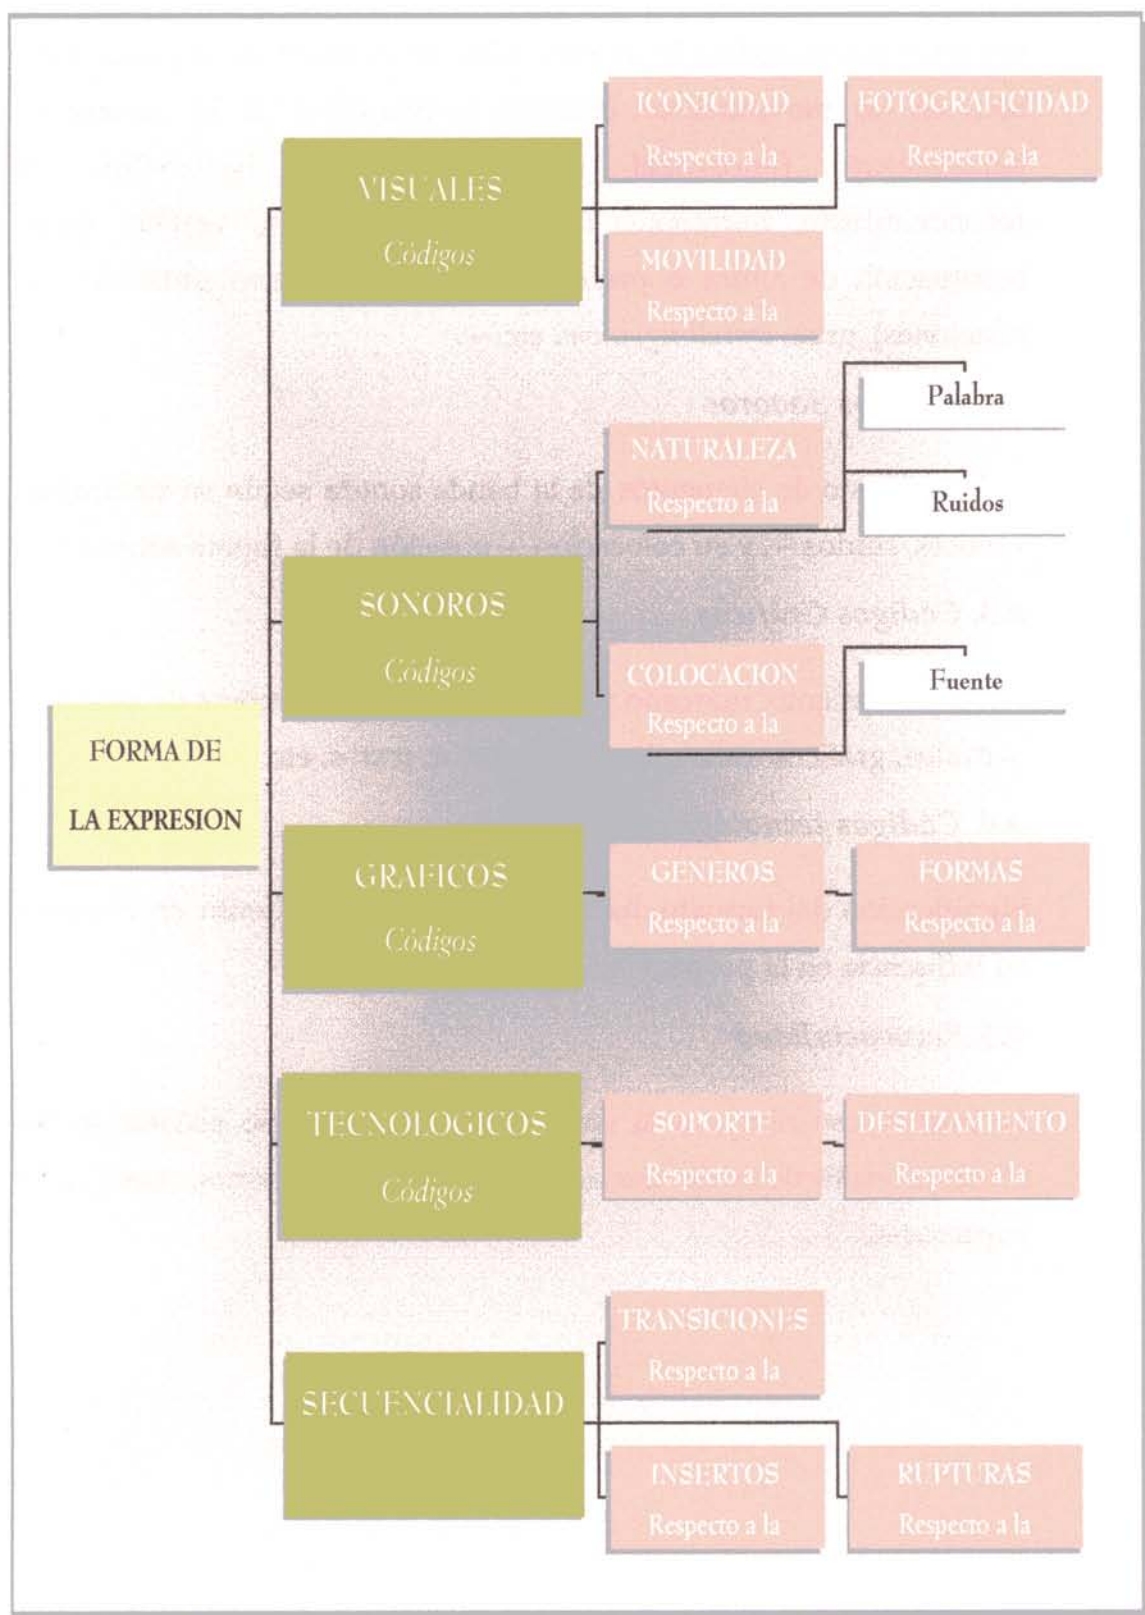 ICONICIDAD
Respecto a la
FOTOGRAFICIDAD
Respecto a la
VISUALES
Códigos
MOVILIDAD
Respecto a la
Palabra
NATURALEZA
Respecto a la
Ruidos
SONOROS
Códigos
COLOCACION
Respecto a la
Fuente
FORMA DE
LA EXPRESION
GRAFICOS
Códigos
GENEROS
Respecto a la
FORMAS
Respecto a la
TECNOLOGICOS
Códigos
SOPORTE
Respecto a la
DESLIZAMIENTO
Respecto a la
TRANSICIONES
Respecto a la
SECUENCIALIDAD
INSERTOS
Respecto a la
RUPTURAS
Respecto a la